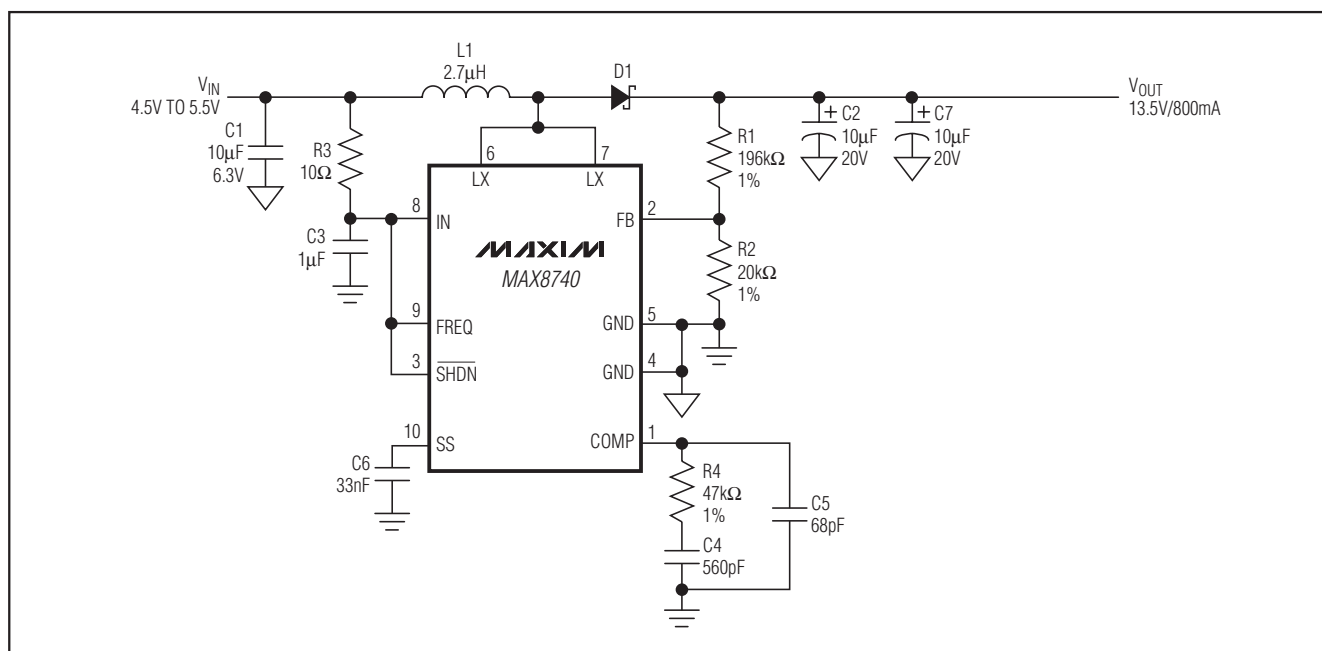 L1
2.7μH
D1
VIN
4.5V TO 5.5V
VOUT
13.5V/800mA
C1
10μF
6.3V
R3
10Ω
C3
1μF
6
LX
7
LX
R1
196kΩ
1%
+ C2
10μF
20V
+ C7
10μF
20V
8
IN
FB
2
MAXIM
MAX8740
R2
20kΩ
1%
9
FREQ
GND
5
3
SHDN
GND
4
10
SS
COMP
1
C6
33nF
R4
47kΩ
1%
C5
68pF
C4
560pF